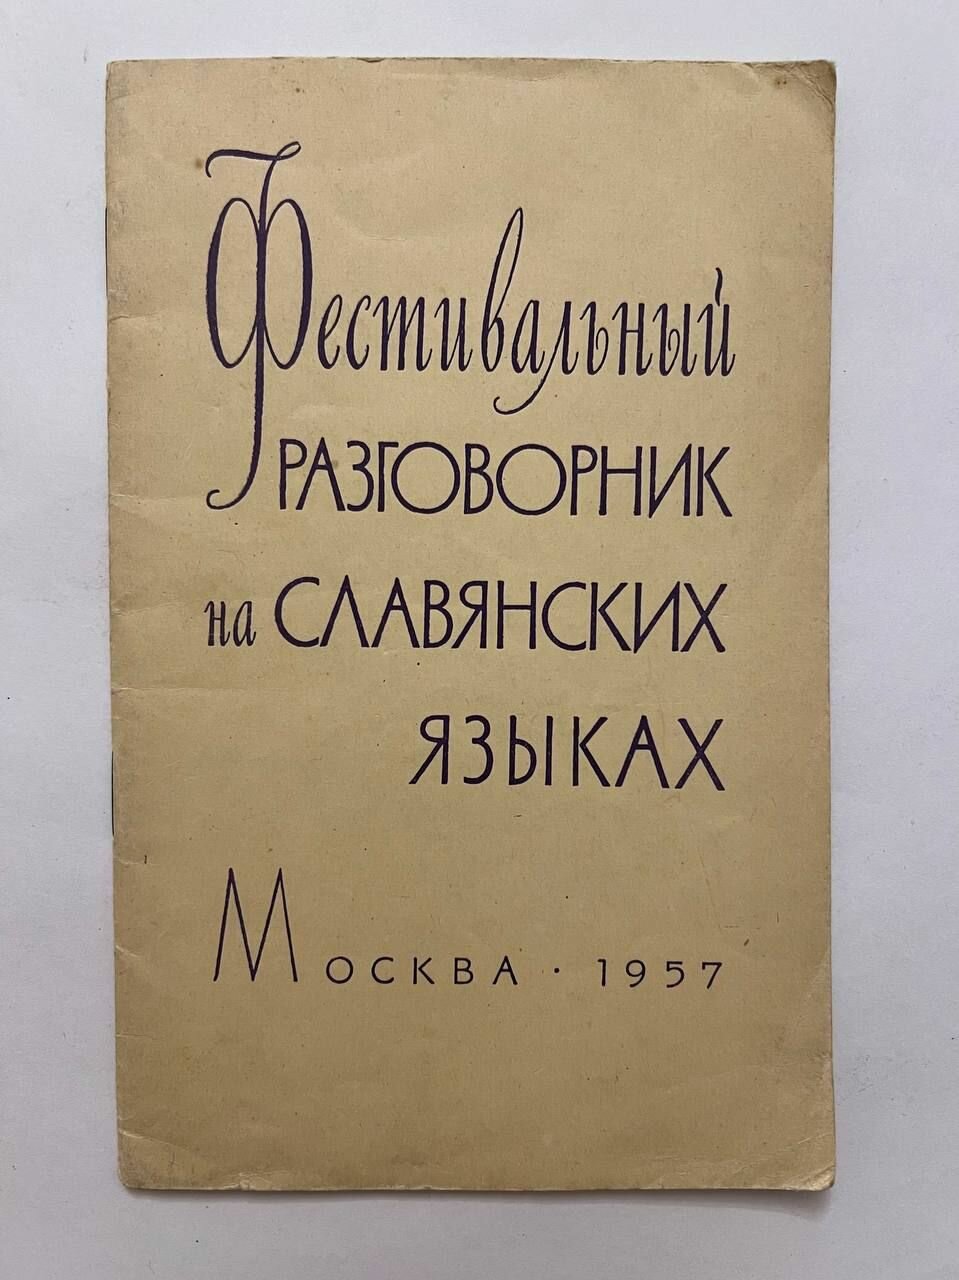 Фестивальный
РАЗГОВОРНИК
на СЛАВЯНСКИХ
ЯЗЫКАХ
МОСКВА · 1957